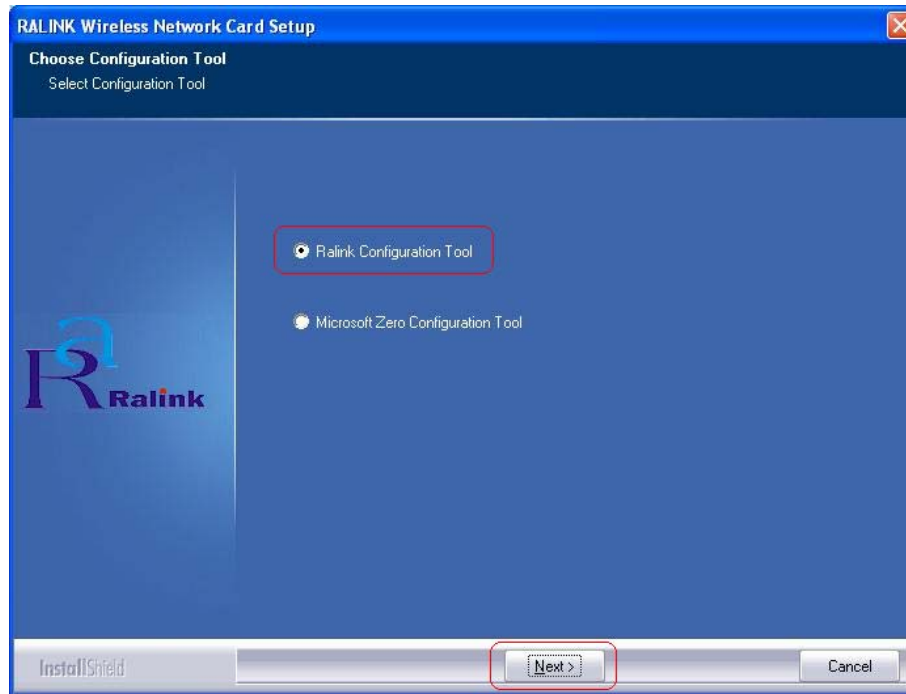 RALINK Wireless Network Card Setup
Choose Configuration Tool
Select Configuration Tool
Ralink Configuration Tool
Microsoft Zero Configuration Tool
Ra Ralink
InstallShield
Next >
Cancel